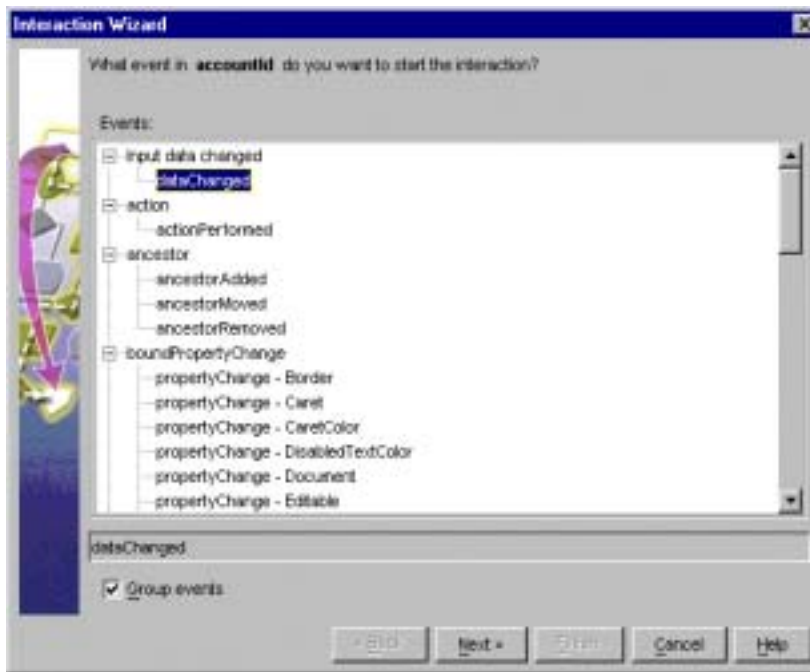 Interaction Wizard
What event in accountId do you want to start the interaction?
Events:
input data changed
dataChanged
action
actionPerformed
ancestor
ancestorAdded
ancestorMoved
ancestorRemoved
boundPropertyChange
propertyChange - Border
propertyChange - Caret
propertyChange - CaretColor
propertyChange - DisabledTextColor
propertyChange - Document
propertyChange - Editable
dataChanged
Group events
< Back Next > Finish Cancel Help